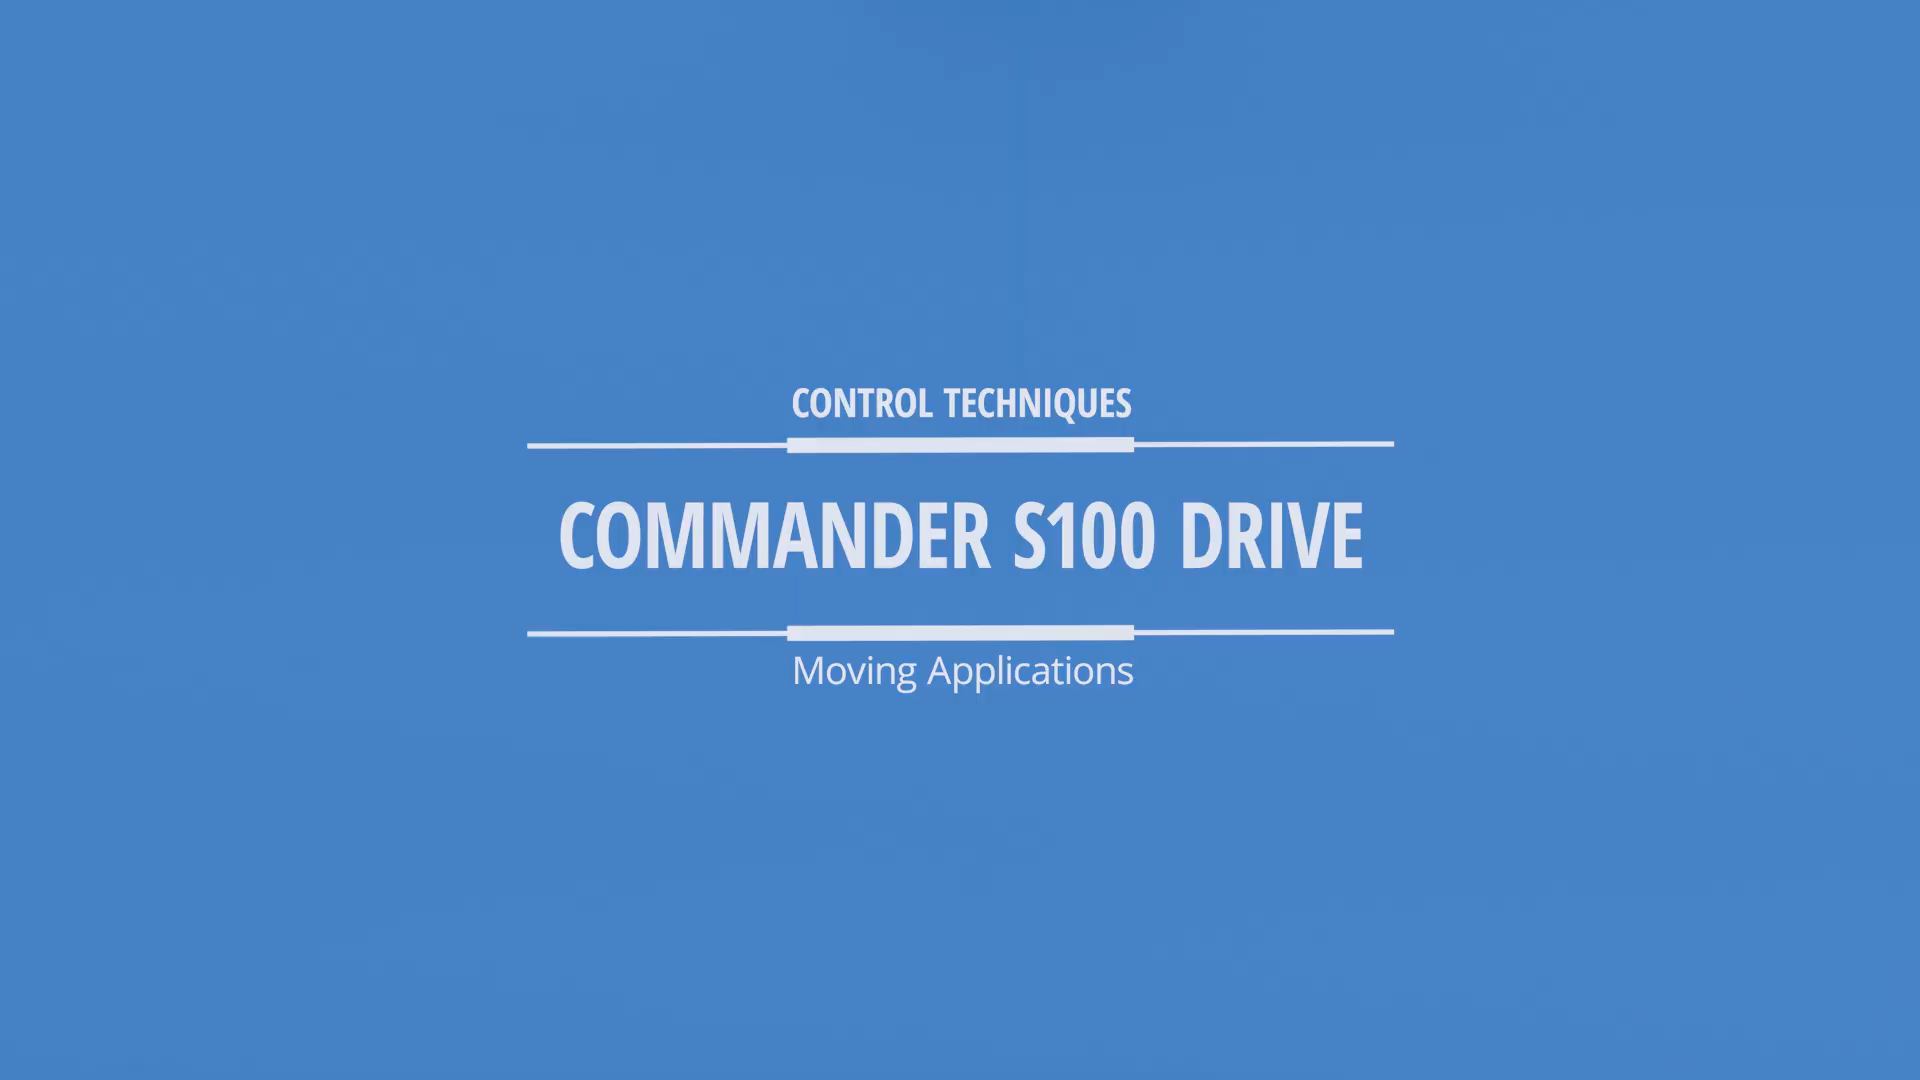 CONTROL TECHNIQUES
COMMANDER S100 DRIVE
Moving Applications